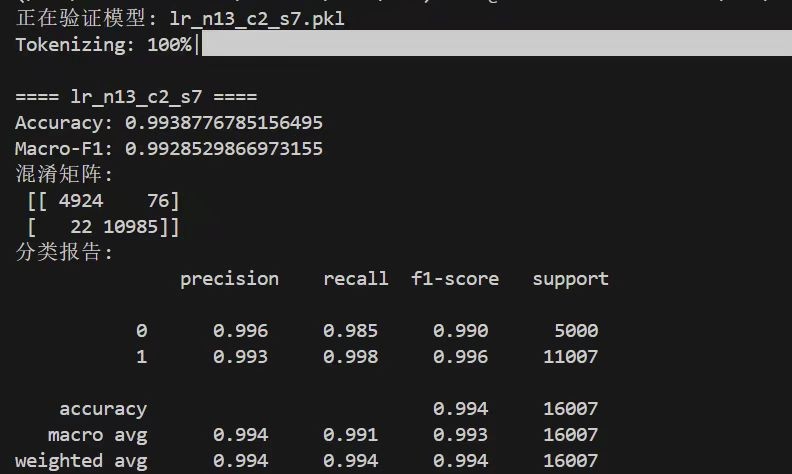 正在验证模型: lr_n13_c2_s7.pkl
Tokenizing: 100%|
==== lr_n13_c2_s7 ====
Accuracy: 0.9938776785156495
Macro-F1: 0.9928529866973155
混淆矩阵:
[[ 4924    76]
[   22 10985]]
分类报告:
precision    recall  f1-score   support
0      0.996     0.985     0.990      5000
1      0.993     0.998     0.996     11007
accuracy                          0.994     16007
macro avg      0.994     0.991     0.993     16007
weighted avg      0.994     0.994     0.994     16007